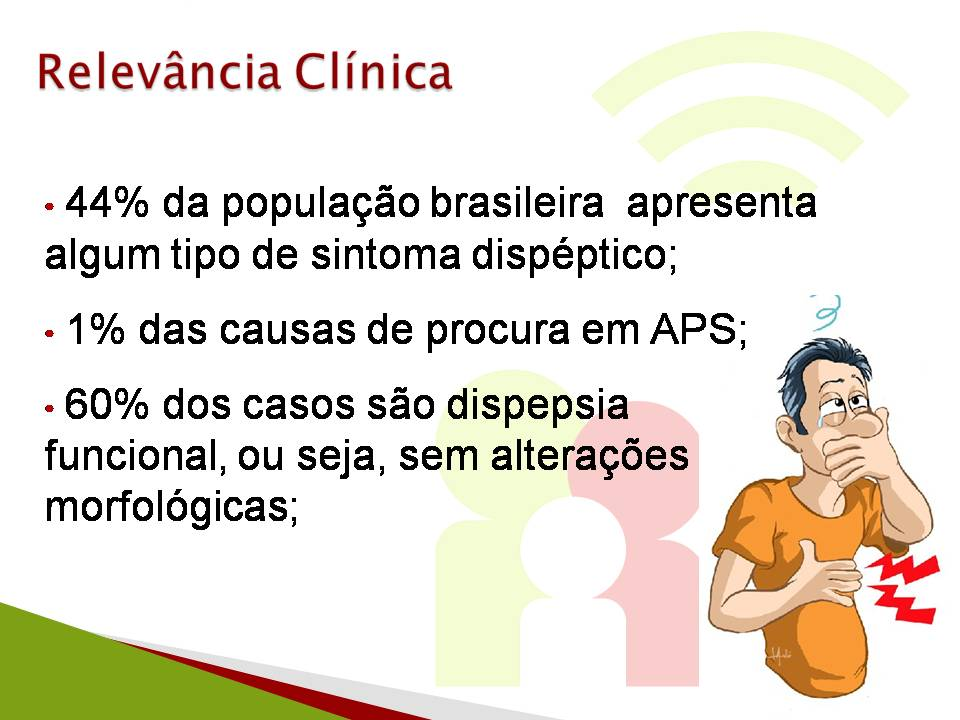 Relevância Clínica
• 44% da população brasileira apresenta
algum tipo de sintoma dispéptico;
• 1% das causas de procura em APS;
• 60% dos casos são dispepsia
funcional, ou seja, sem alterações
morfológicas;